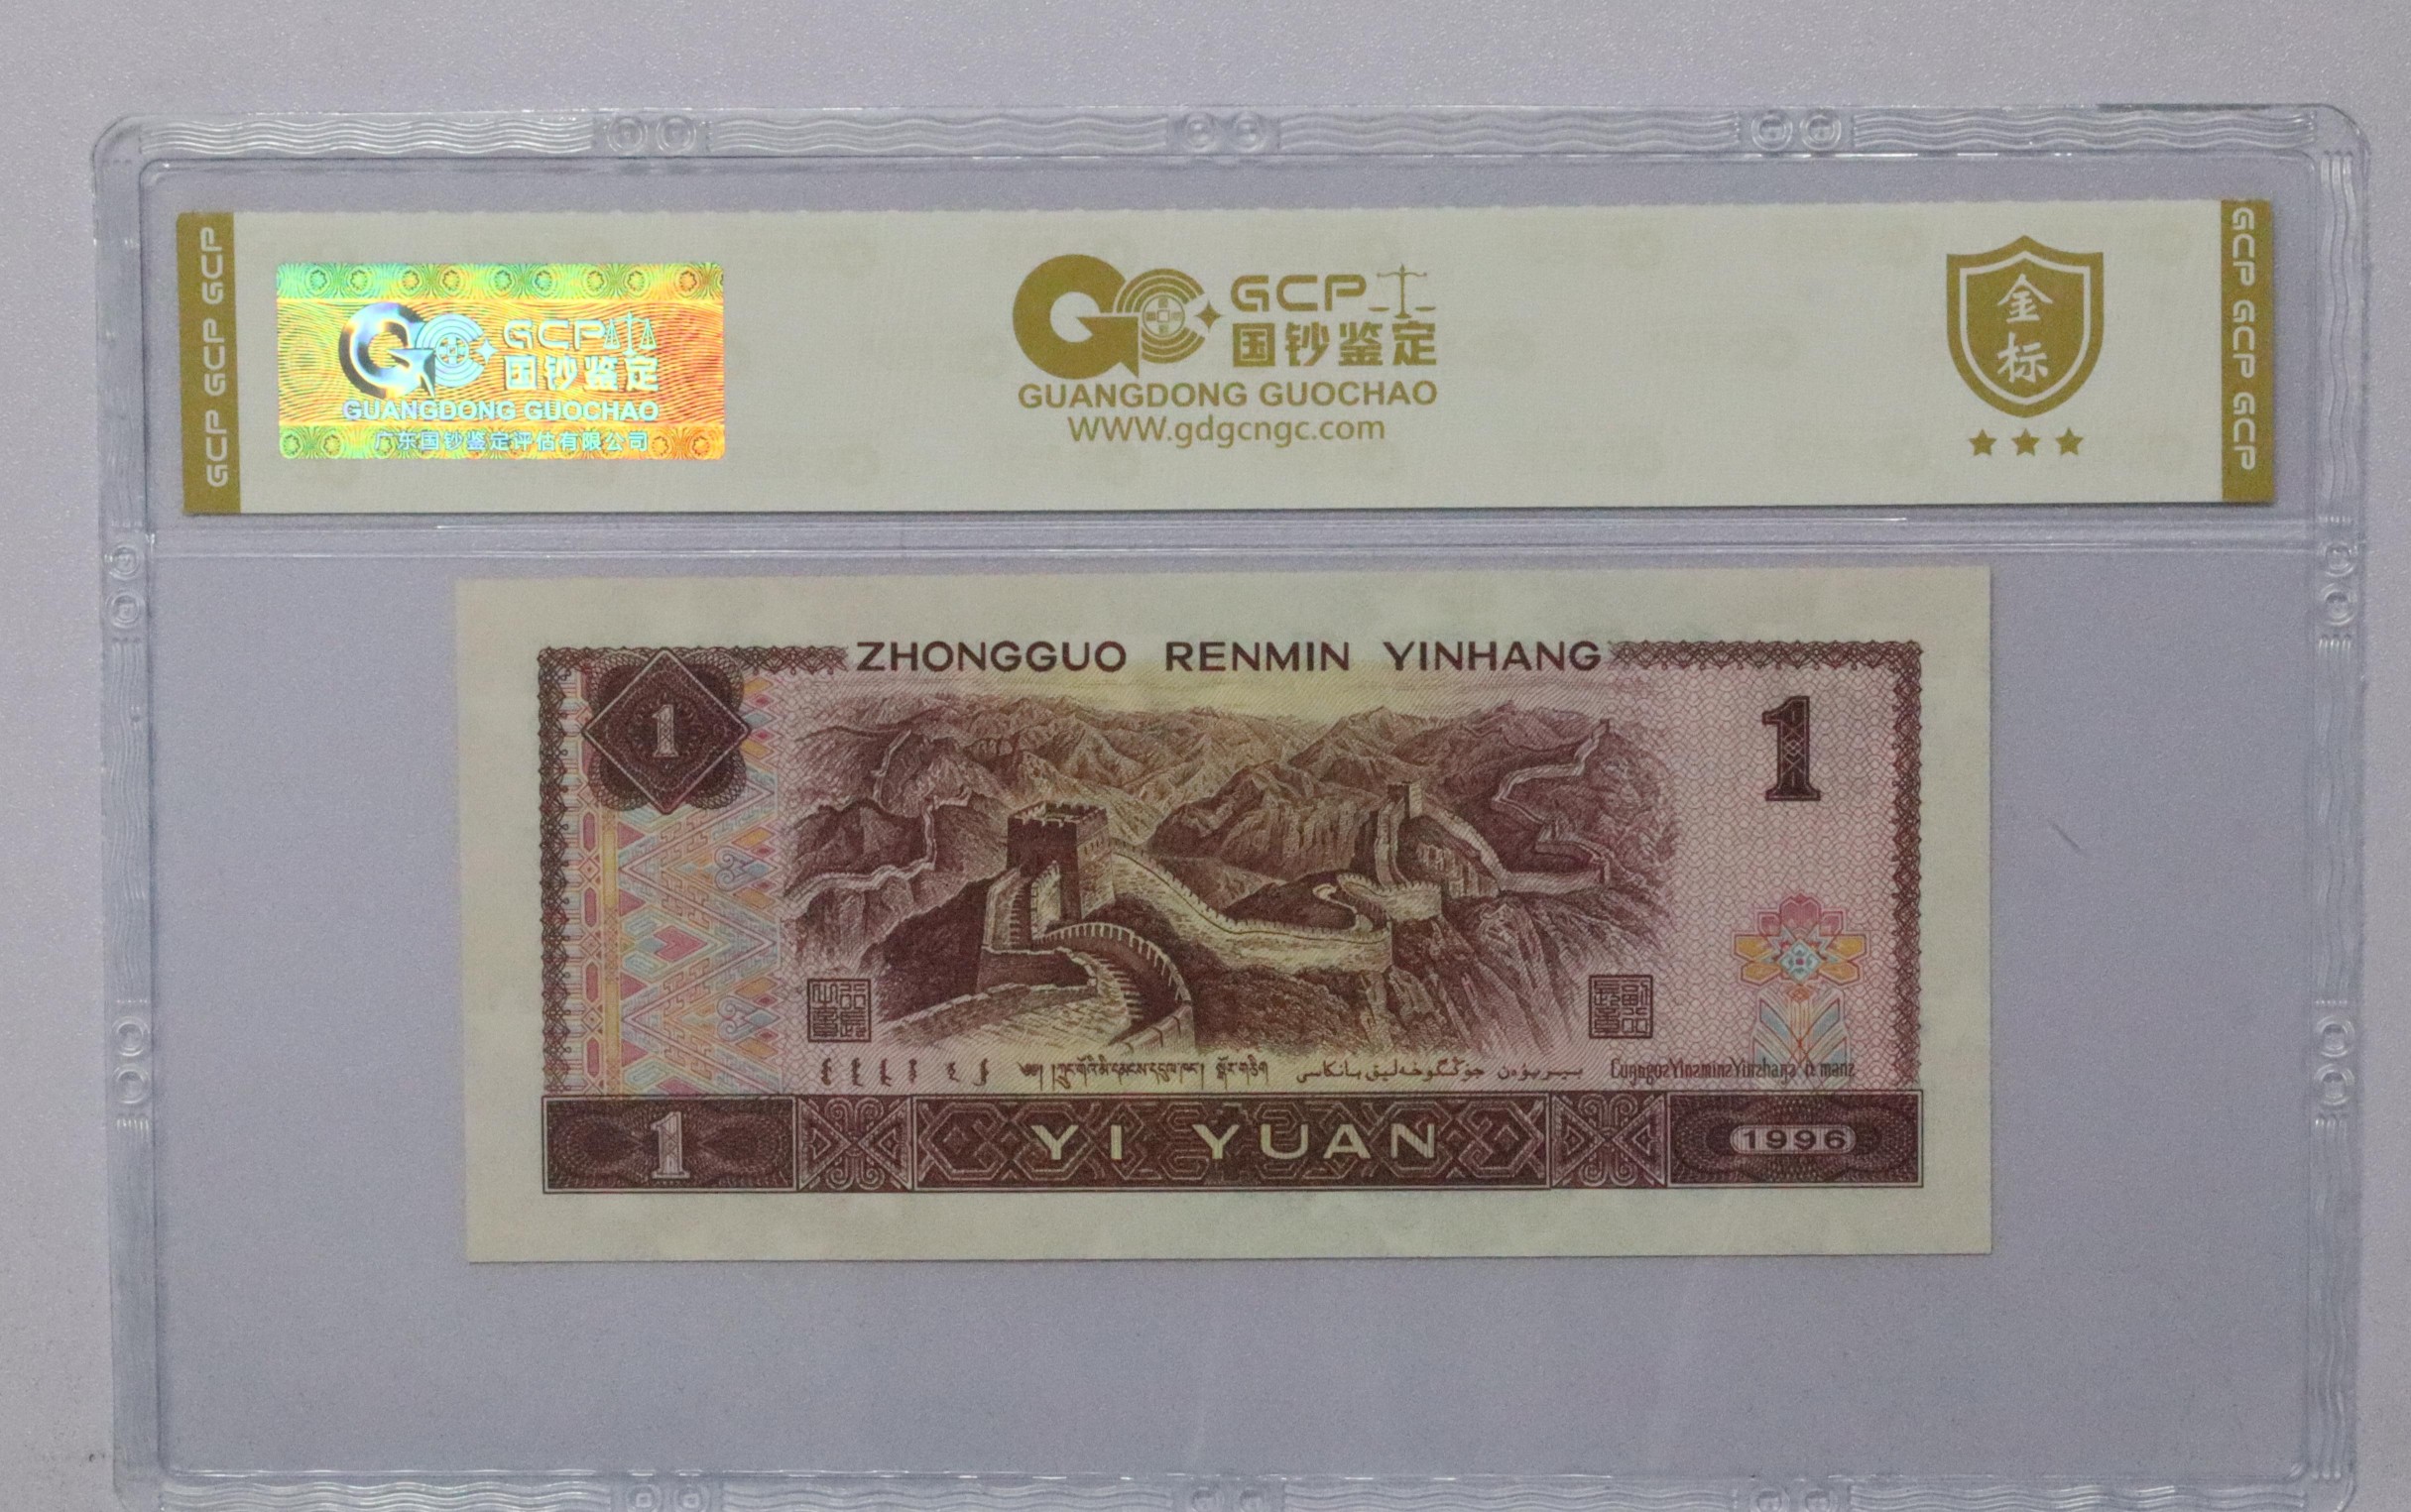 GCP GCP GCP
GCP
国钞鉴定
GUANGDONG GUOCHAO
广东国钞鉴定评估有限公司
GCP
国钞鉴定
GUANGDONG GUOCHAO
WWW.gdgcngc.com
金
标
GCP GCP GCP
ZHONGGUO RENMIN YINHANG
1
1
YI YUAN
1
1996